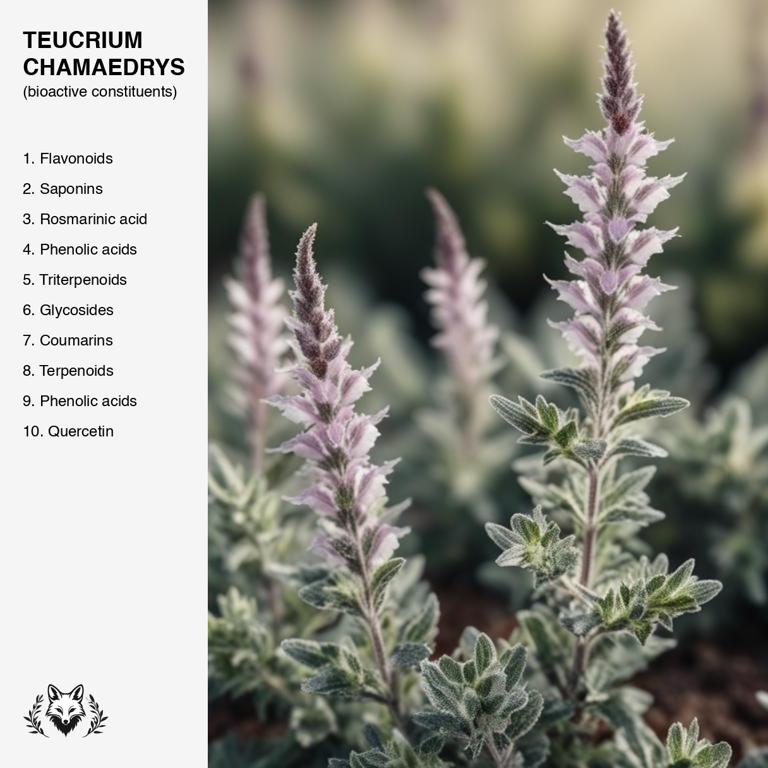 TEUCRIUM
CHAMAEDRYS
(bioactive constituents)
1. Flavonoids
2. Saponins
3. Rosmarinic acid
4. Phenolic acids
5. Triterpenoids
6. Glycosides
7. Coumarins
8. Terpenoids
9. Phenolic acids
10. Quercetin